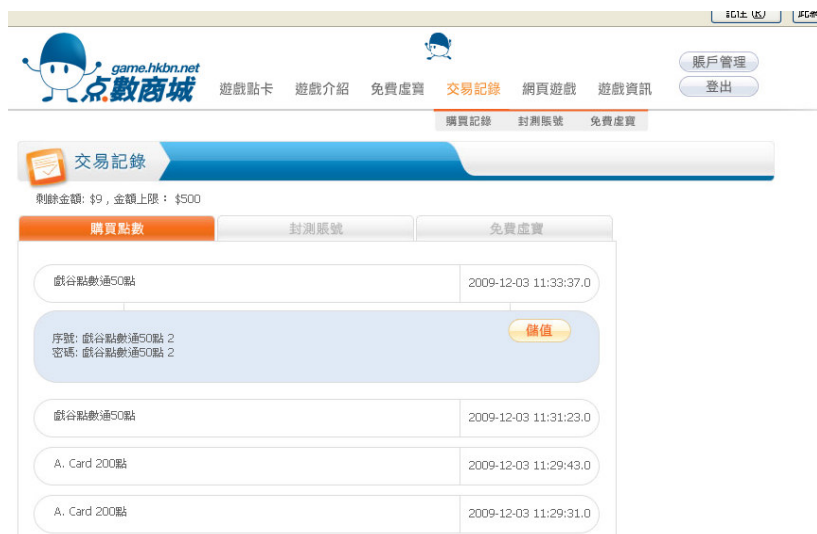 記住 (R)
game.hkbn.net
点數商城
遊戲點卡 遊戲介紹 免費虛寶 交易記錄 網頁遊戲 遊戲資訊
賬戶管理
登出
購買記錄 封測賬號 免費虛寶
交易記錄
剩餘金額: $9 , 金額上限： $500
購買點數 封測賬號 免費虛寶
戲谷點數通50點 2009-12-03 11:33:37.0
序號: 戲谷點數通50點 2
密碼: 戲谷點數通50點 2
儲值
戲谷點數通50點 2009-12-03 11:31:23.0
A. Card 200點 2009-12-03 11:29:43.0
A. Card 200點 2009-12-03 11:29:31.0